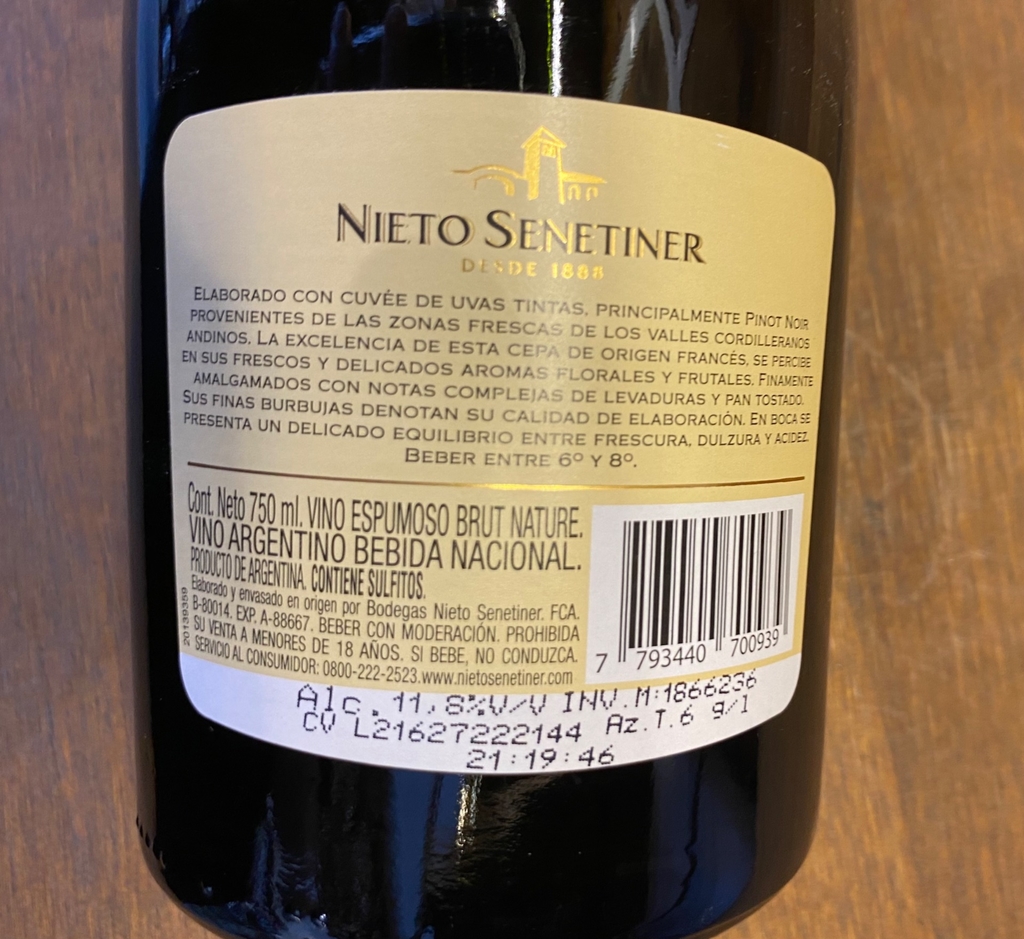 NIETO SENETINER
DESDE 1888
ELABORADO CON CUVÉE DE UVAS TINTAS, PRINCIPALMENTE PINOT NOIR
PROVENIENTES DE LAS ZONAS FRESCAS DE LOS VALLES CORDILLERANOS
ANDINOS. LA EXCELENCIA DE ESTA CEPA DE ORIGEN FRANCÉS, SE PERCIBE
EN SUS FRESCOS Y DELICADOS AROMAS FLORALES Y FRUTALES, FINAMENTE
AMALGAMADOS CON NOTAS COMPLEJAS DE LEVADURAS Y PAN TOSTADO.
SUS FINAS BURBUJAS DENOTAN SU CALIDAD DE ELABORACIÓN. EN BOCA SE
PRESENTA UN DELICADO EQUILIBRIO ENTRE FRESCURA, DULZURA Y ACIDEZ.
BEBER ENTRE 6º Y 8º.
Cont. Neto 750 ml. VINO ESPUMOSO BRUT NATURE.
VINO ARGENTINO BEBIDA NACIONAL.
PRODUCTO DE ARGENTINA. CONTIENE SULFITOS.
Elaborado y envasado en origen por Bodegas Nieto Senetiner. FCA.
B-80014. EXP. A-88667. BEBER CON MODERACIÓN. PROHIBIDA
SU VENTA A MENORES DE 18 AÑOS. SI BEBE, NO CONDUZCA.
SERVICIO AL CONSUMIDOR: 0800-222-2523.www.nietosenetiner.com
20139359
7 793440 700939
Alc. 11,8%V/V INV.M:1866236
CV L21627222144 Az.T.6 g/l
21:19:46